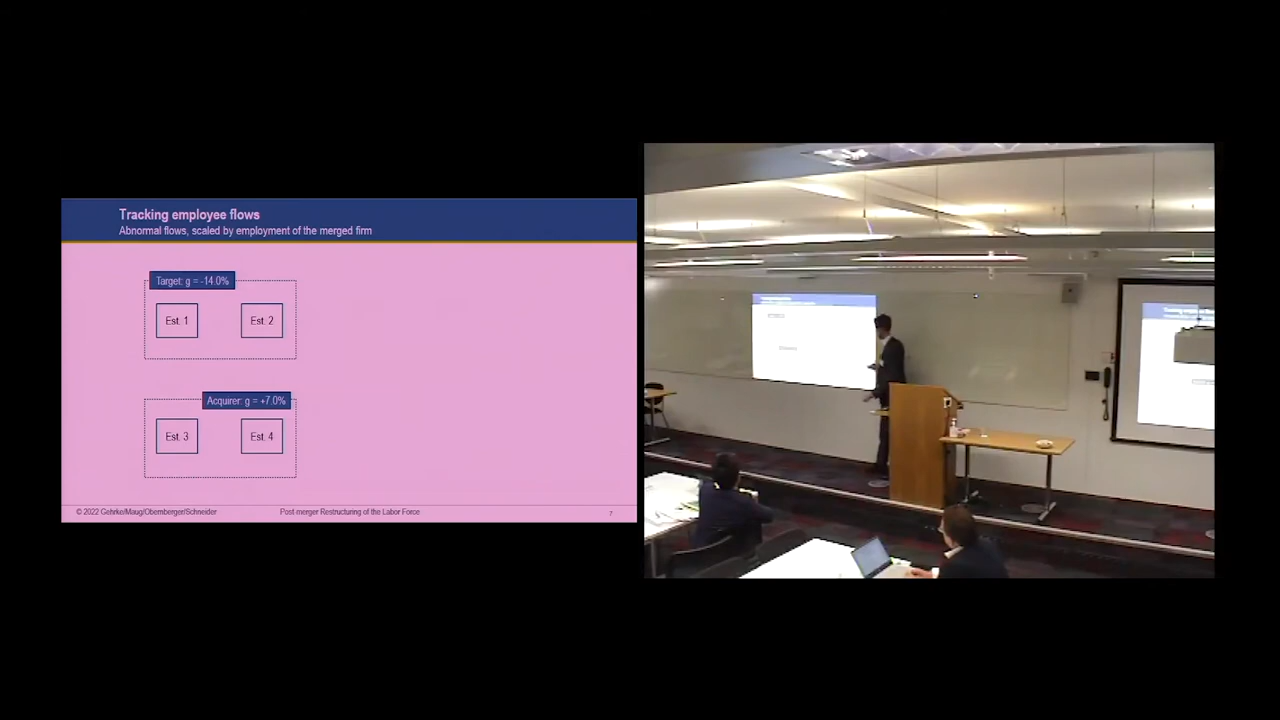 Tracking employee flows
Abnormal flows, scaled by employment of the merged firm
Target: g = -14.0%
Est. 1
Est. 2
Acquirer: g = +7.0%
Est. 3
Est. 4
© 2022 Gehrke/Maug/Obernberger/Schneider
Post merger Restructuring of the Labor Force
7